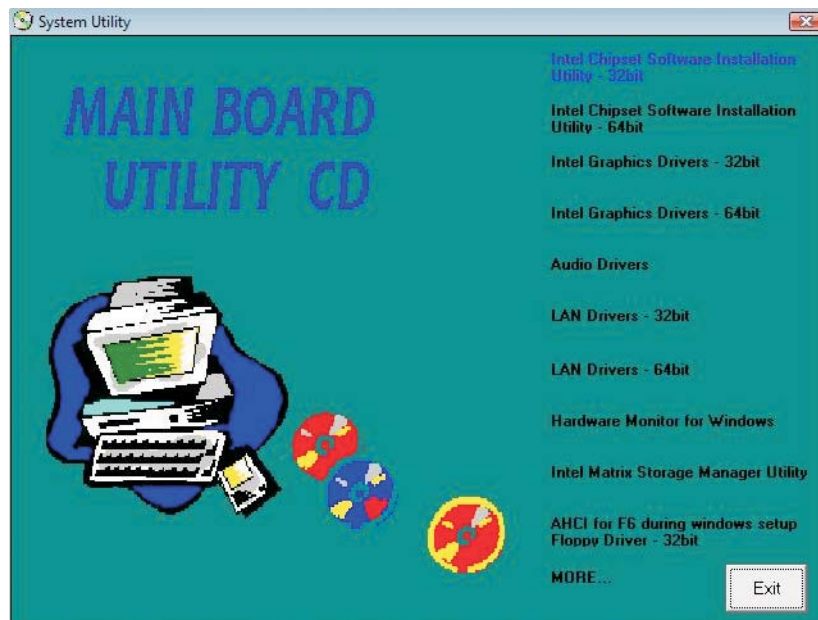 System Utility
MAIN BOARD
UTILITY CD
Intel Chipset Software Installation
Utility - 32bit
Intel Chipset Software Installation
Utility - 64bit
Intel Graphics Drivers - 32bit
Intel Graphics Drivers - 64bit
Audio Drivers
LAN Drivers - 32bit
LAN Drivers - 64bit
Hardware Monitor for Windows
Intel Matrix Storage Manager Utility
AHCI for F6 during windows setup
Floppy Driver - 32bit
MORE...
Exit